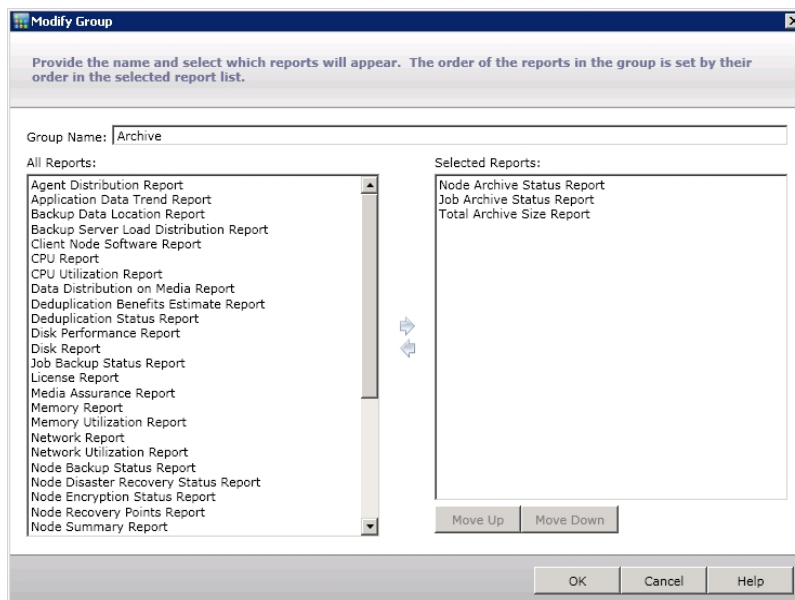 Modify Group
Provide the name and select which reports will appear. The order of the reports in the group is set by their
order in the selected report list.
Group Name: Archive
All Reports:
Agent Distribution Report
Application Data Trend Report
Backup Data Location Report
Backup Server Load Distribution Report
Client Node Software Report
CPU Report
CPU Utilization Report
Data Distribution on Media Report
Deduplication Benefits Estimate Report
Deduplication Status Report
Disk Performance Report
Disk Report
Job Backup Status Report
License Report
Media Assurance Report
Memory Report
Memory Utilization Report
Network Report
Network Utilization Report
Node Backup Status Report
Node Disaster Recovery Status Report
Node Encryption Status Report
Node Recovery Points Report
Node Summary Report
Selected Reports:
Node Archive Status Report
Job Archive Status Report
Total Archive Size Report
Move Up
Move Down
OK
Cancel
Help